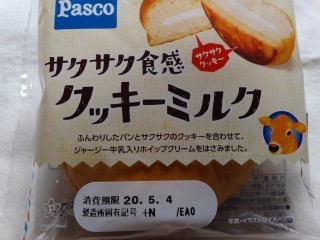 Pasco
サクサク
クッキー
サクサク食感
クッキーミルク
ふんわりしたパンとサクサクのクッキーを合わせて、
ジャージー牛乳入りホイップクリームをはさみました。
消費期限 20.5.4
製造所固有記号 +N /EA0